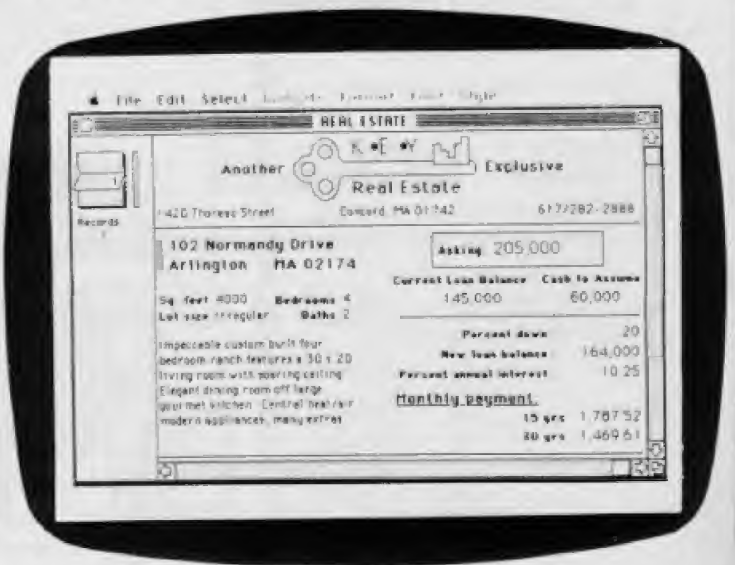 File Edit Select Style
REAL ESTATE
K E Y
Another Exclusive
Real Estate
Street Concord, MA 01742 617/282-2888
Records
1
102 Normandy Drive
Arlington MA 02174
Asking 205,000
Current Loan Balance Cash to Assume
145,000 60,000
Sq. feet 4000 Bedrooms 4
Lot size Irregular Baths 2
Percent down 20
New loan balance 164,000
Percent annual interest 10.25
Impeccable custom built four
bedroom ranch features a 30 x 20
living room with soaring ceiling.
Elegant dining room off large
gourmet kitchen. Central heat/air
modern appliances, many extras
Monthly payment:
15 yrs 1,787.52
30 yrs 1,469.61